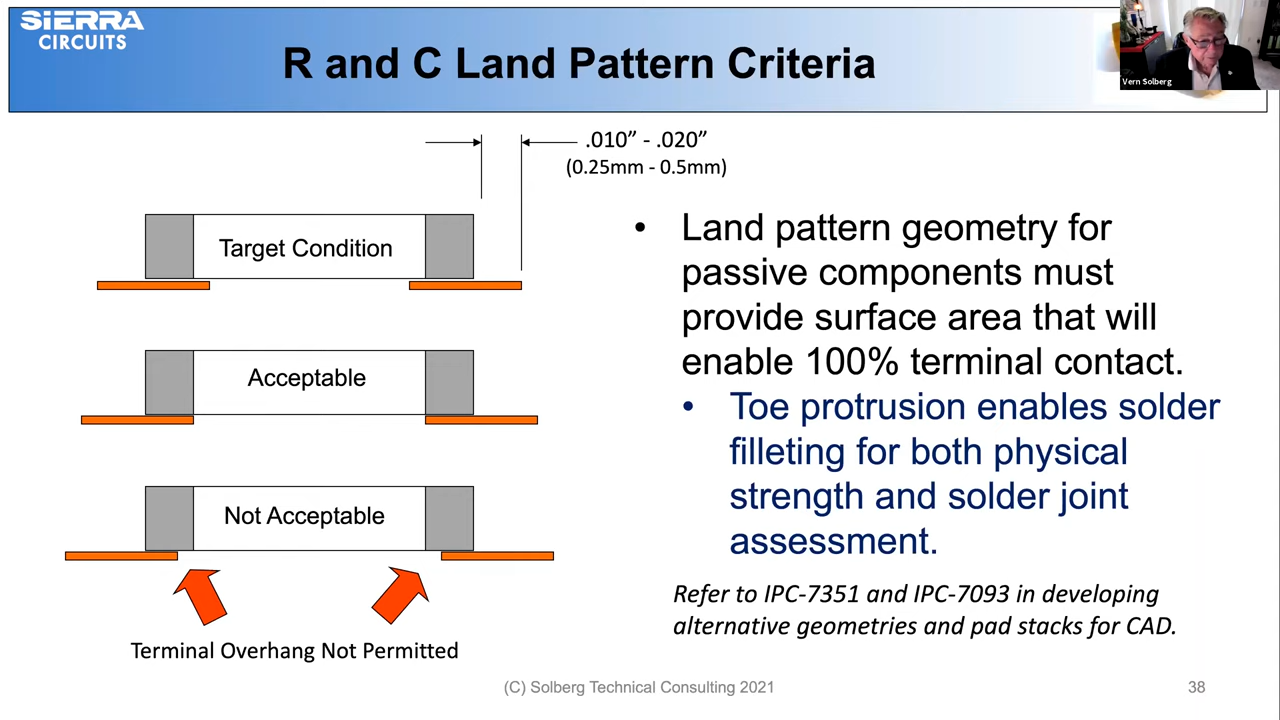 SIERRA
CIRCUITS
R and C Land Pattern Criteria
Vern Solberg
.010” - .020”
(0.25mm - 0.5mm)
Target Condition
Acceptable
Not Acceptable
Terminal Overhang Not Permitted
• Land pattern geometry for
passive components must
provide surface area that will
enable 100% terminal contact.
• Toe protrusion enables solder
filleting for both physical
strength and solder joint
assessment.
Refer to IPC-7351 and IPC-7093 in developing
alternative geometries and pad stacks for CAD.
(C) Solberg Technical Consulting 2021
38